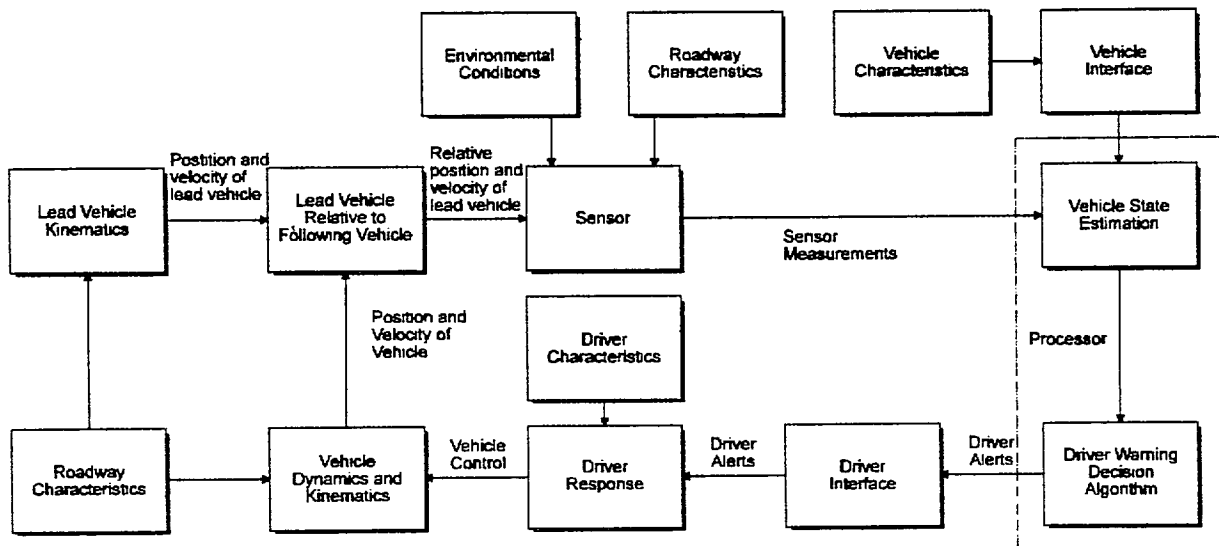 Environmental
Conditions
Roadway
Characteristics
Vehicle
Characteristics
Vehicle
Interface
Postition and
velocity of
lead vehicle
Relative
position and
velocity of
lead vehicle
Lead Vehicle
Kinematics
Lead Vehicle
Relative to
Following Vehicle
Sensor
Sensor
Measurements
Vehicle State
Estimation
Position and
Velocity of
Vehicle
Driver
Characteristics
Processor
Roadway
Characteristics
Vehicle
Dynamics and
Kinematics
Vehicle
Control
Driver
Response
Driver
Alerts
Driver
Interface
Driver
Alerts
Driver Warning
Decision
Algorithm